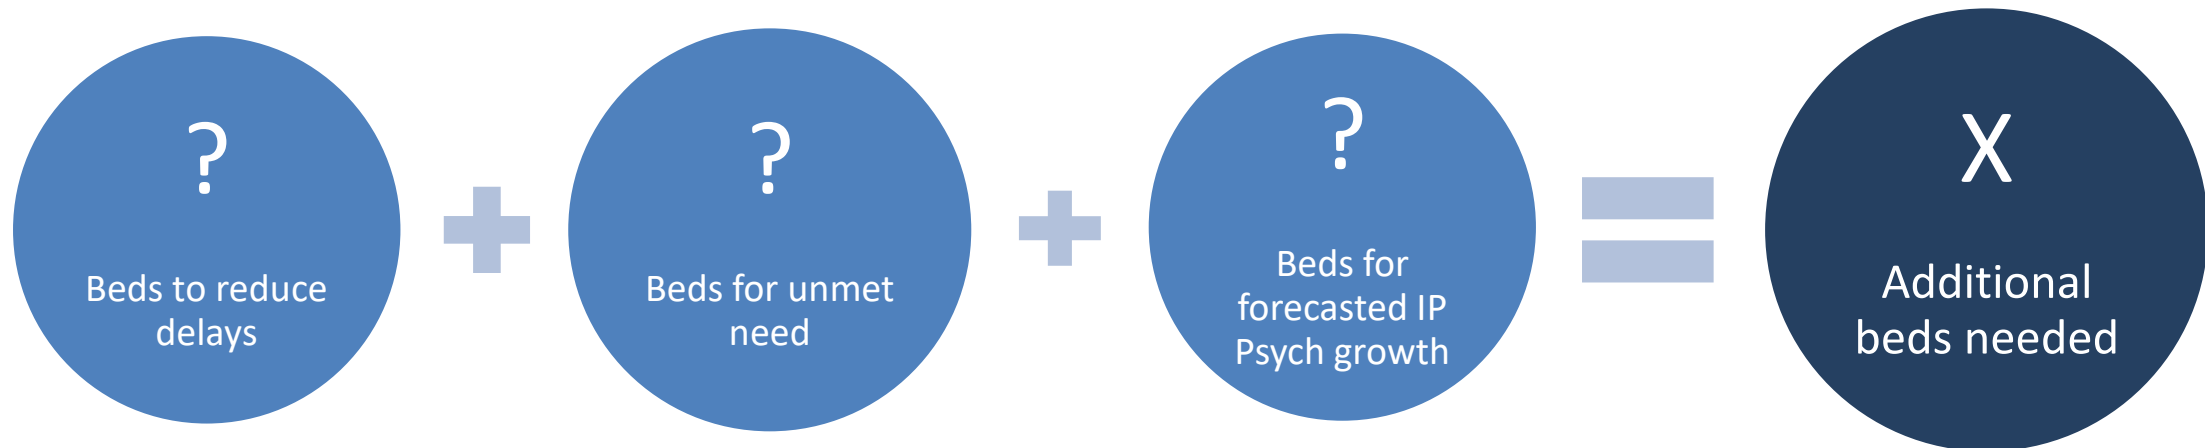 ?
Beds to reduce
delays
?
Beds for unmet
need
?
Beds for
forecasted IP
Psych growth
X
Additional
beds needed